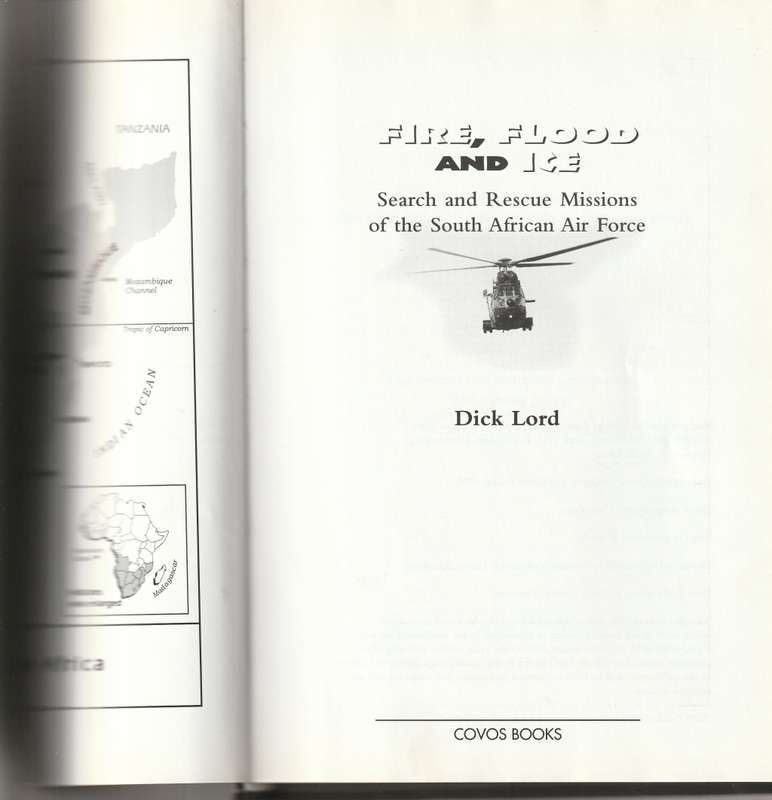 TANZANIA
Mozambique
Channel
Tropic of Capricorn
INDIAN OCEAN
Madagascar
FIRE, FLOOD
AND ICE
Search and Rescue Missions
of the South African Air Force
Dick Lord
COVOS BOOKS